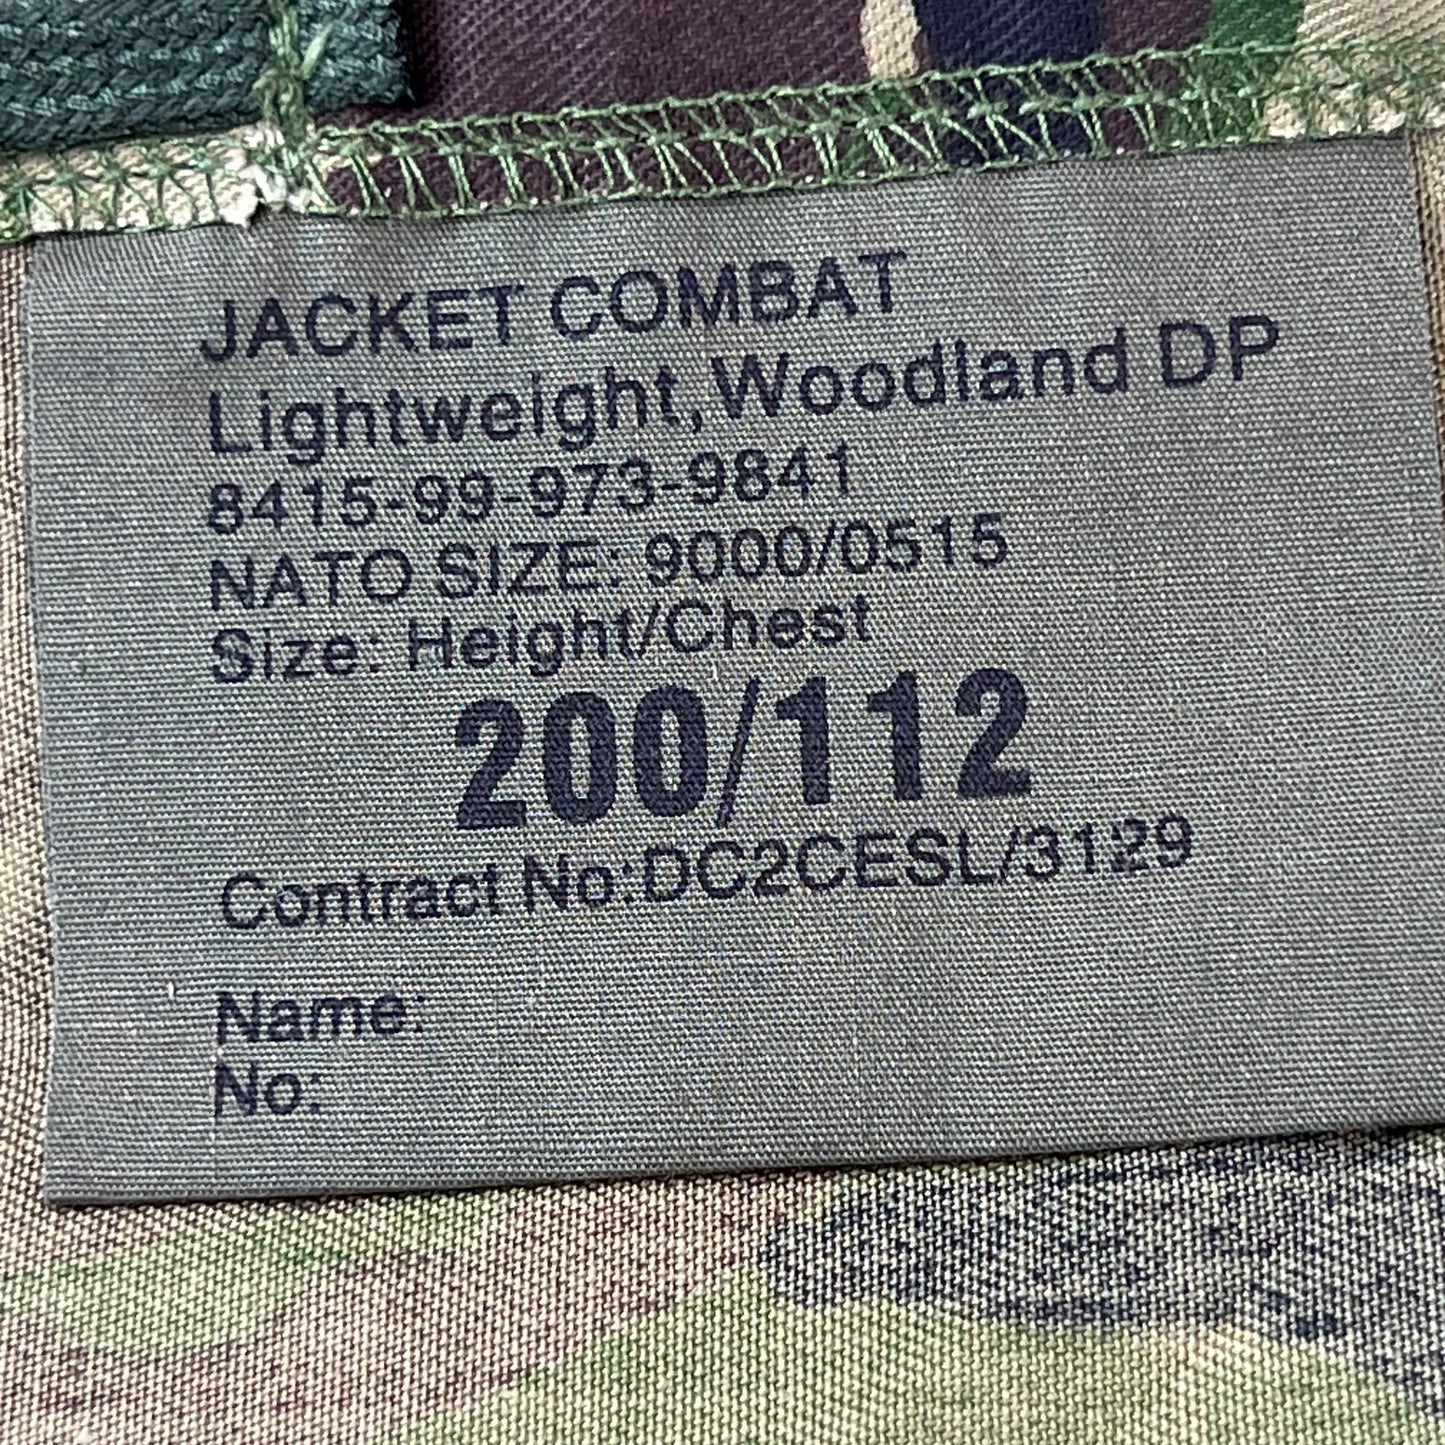 JACKET COMBAT
Lightweight, Woodland DP
8415-99-973-9841
NATO SIZE: 9000/0515
Size: Height/Chest
200/112
Contract No:DC2CESL/3129
Name:
No: